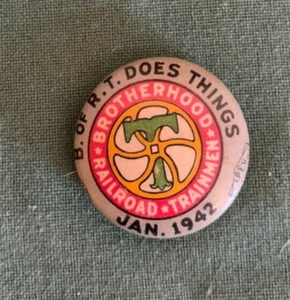 B. OF R.T. DOES THINGS
BROTHERHOOD
RAILROAD ★ TRAINMEN
JAN. 1942